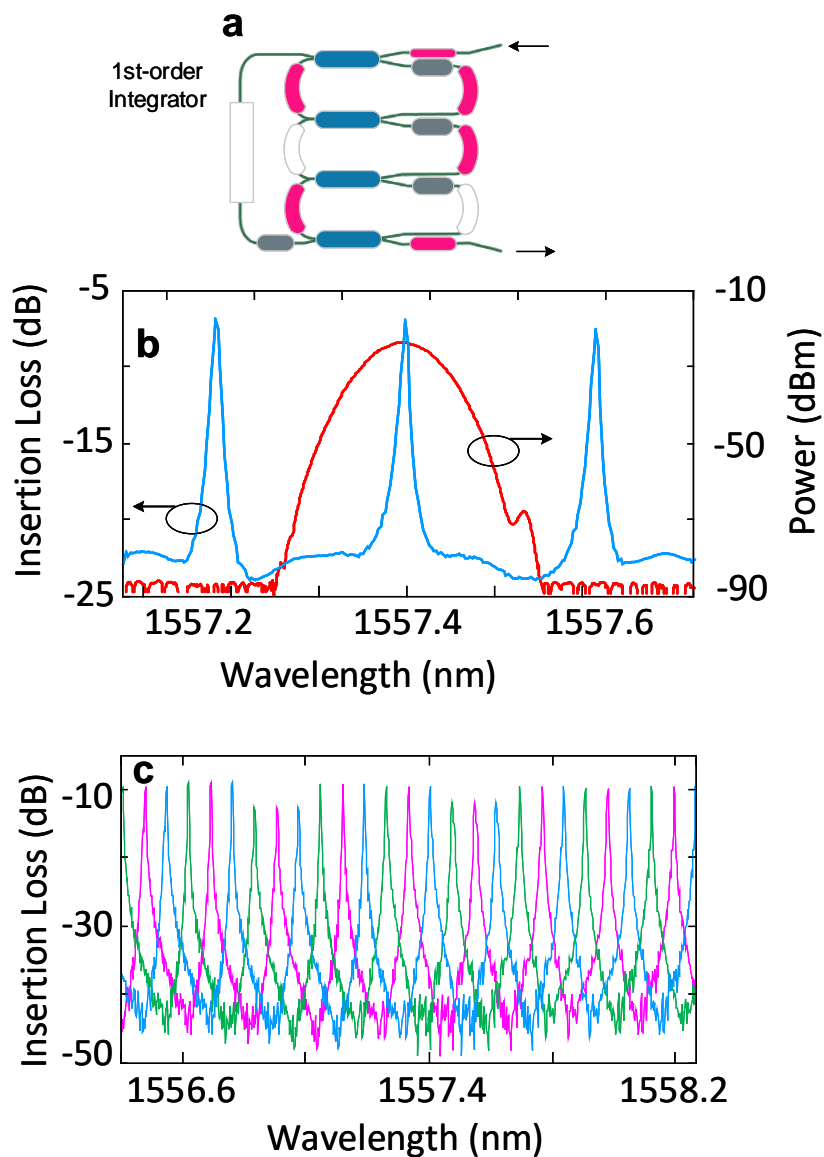 a
1st-order
Integrator
-5
-10
b
-15
-50
-25
-90
Insertion Loss (dB)
Power (dBm)
1557.2
1557.4
1557.6
Wavelength (nm)
c
-10
-30
-50
Insertion Loss (dB)
1556.6
1557.4
1558.2
Wavelength (nm)